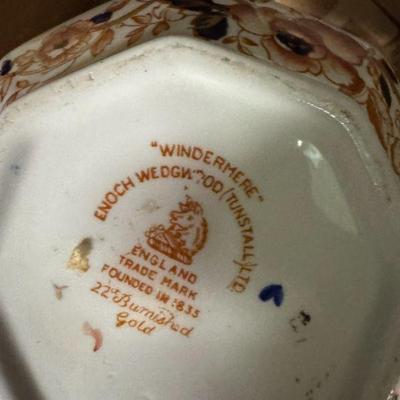 "WINDERMERE"
ENOCH WEDGWOOD (TUNSTALL) LTD
ENGLAND
TRADE MARK
FOUNDED IN 1835
22ct Burnished
Gold